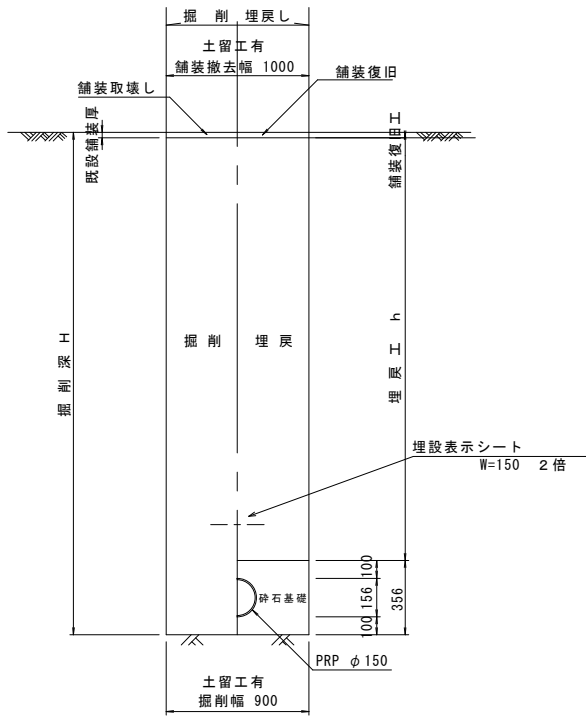 掘 削 埋戻し
土留工有
舗装撤去幅 1000
舗装取壊し
舗装復旧
既設舗装厚
舗装復旧工
掘削深 H
掘 削
埋 戻
埋戻工 h
埋設表示シート
W=150 2倍
100
156
100
356
砕石基礎
PRP φ150
土留工有
掘削幅 900